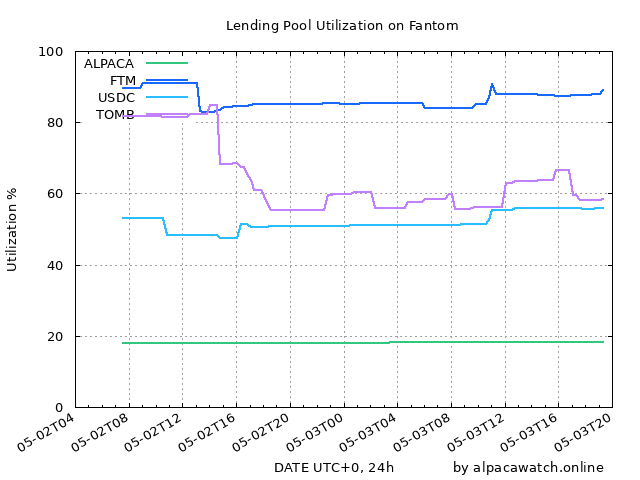 Lending Pool Utilization on Fantom
100
80
60
40
20
0
Utilization %
ALPACA
FTM
USDC
TOMB
05-02T04
05-02T08
05-02T12
05-02T16
05-02T20
05-03T00
05-03T04
05-03T08
05-03T12
05-03T16
05-03T20
DATE UTC+0, 24h
by alpacawatch.online